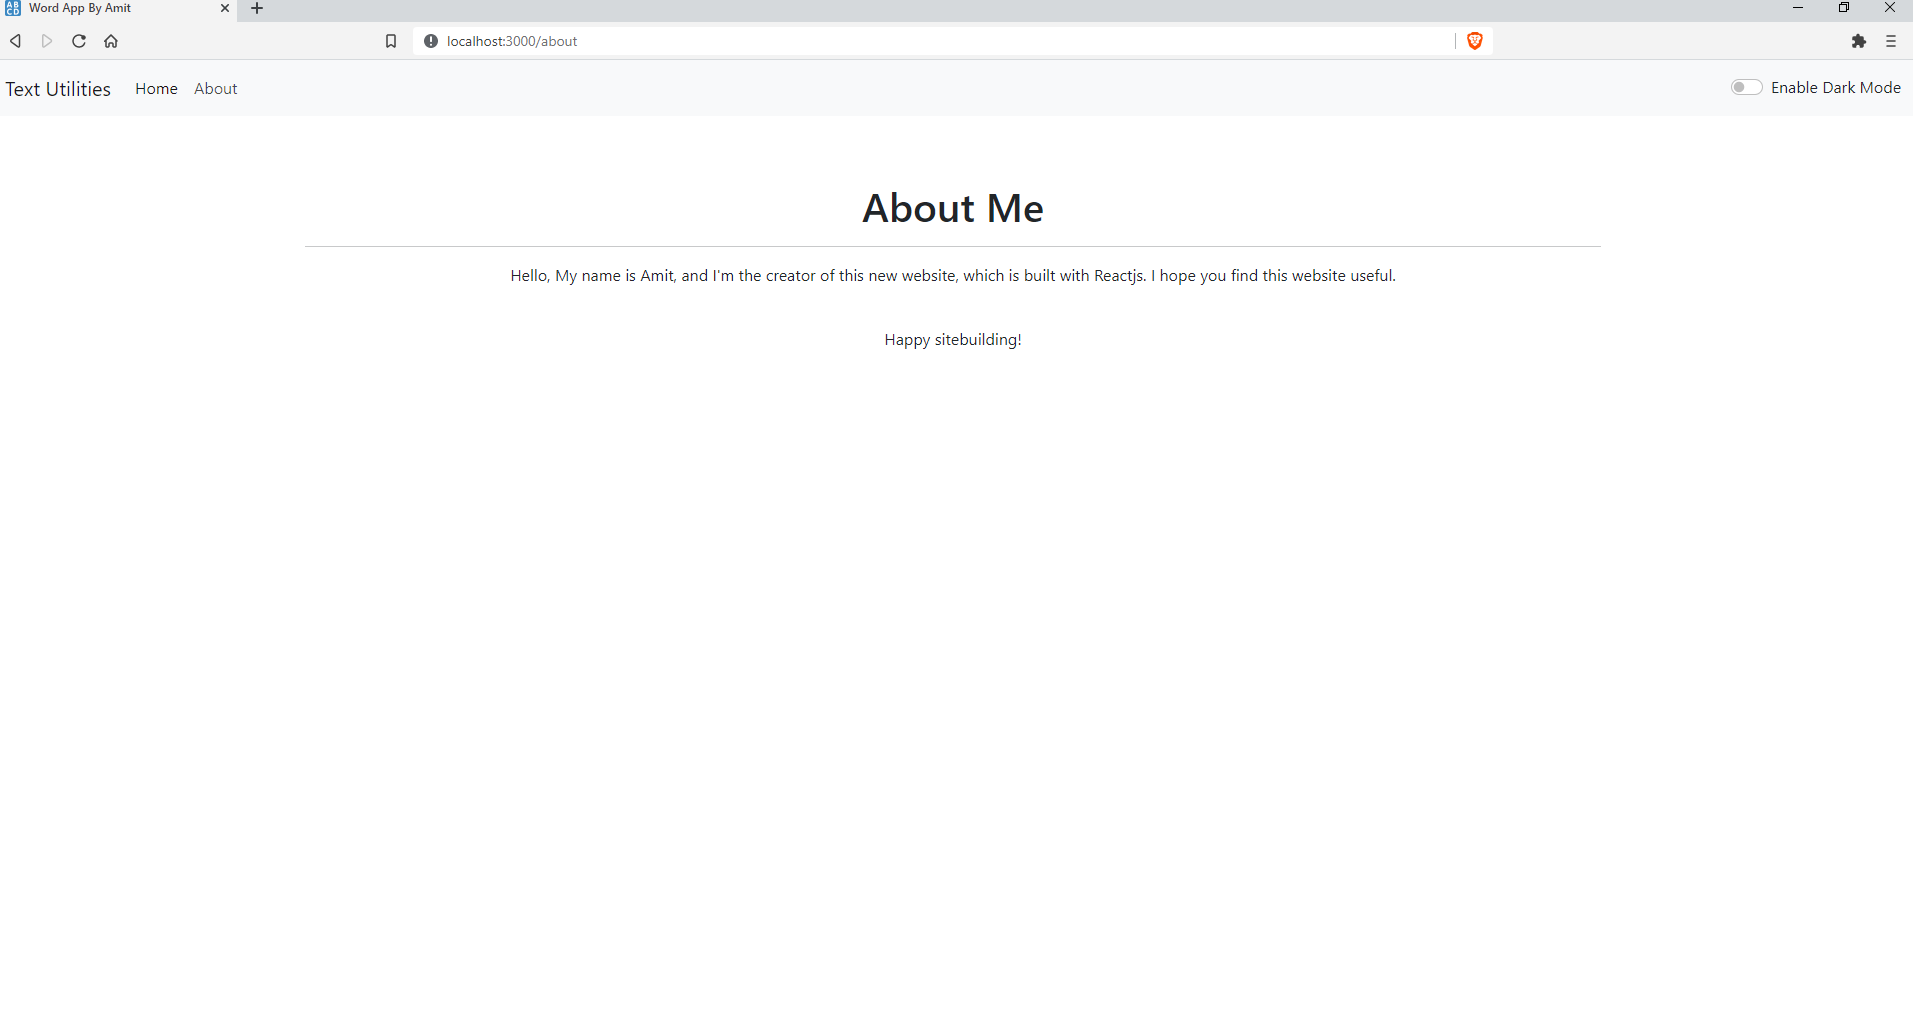 AB
CD
Word App By Amit
localhost:3000/about
Text Utilities Home About Enable Dark Mode
About Me
Hello, My name is Amit, and I'm the creator of this new website, which is built with Reactjs. I hope you find this website useful.
Happy sitebuilding!